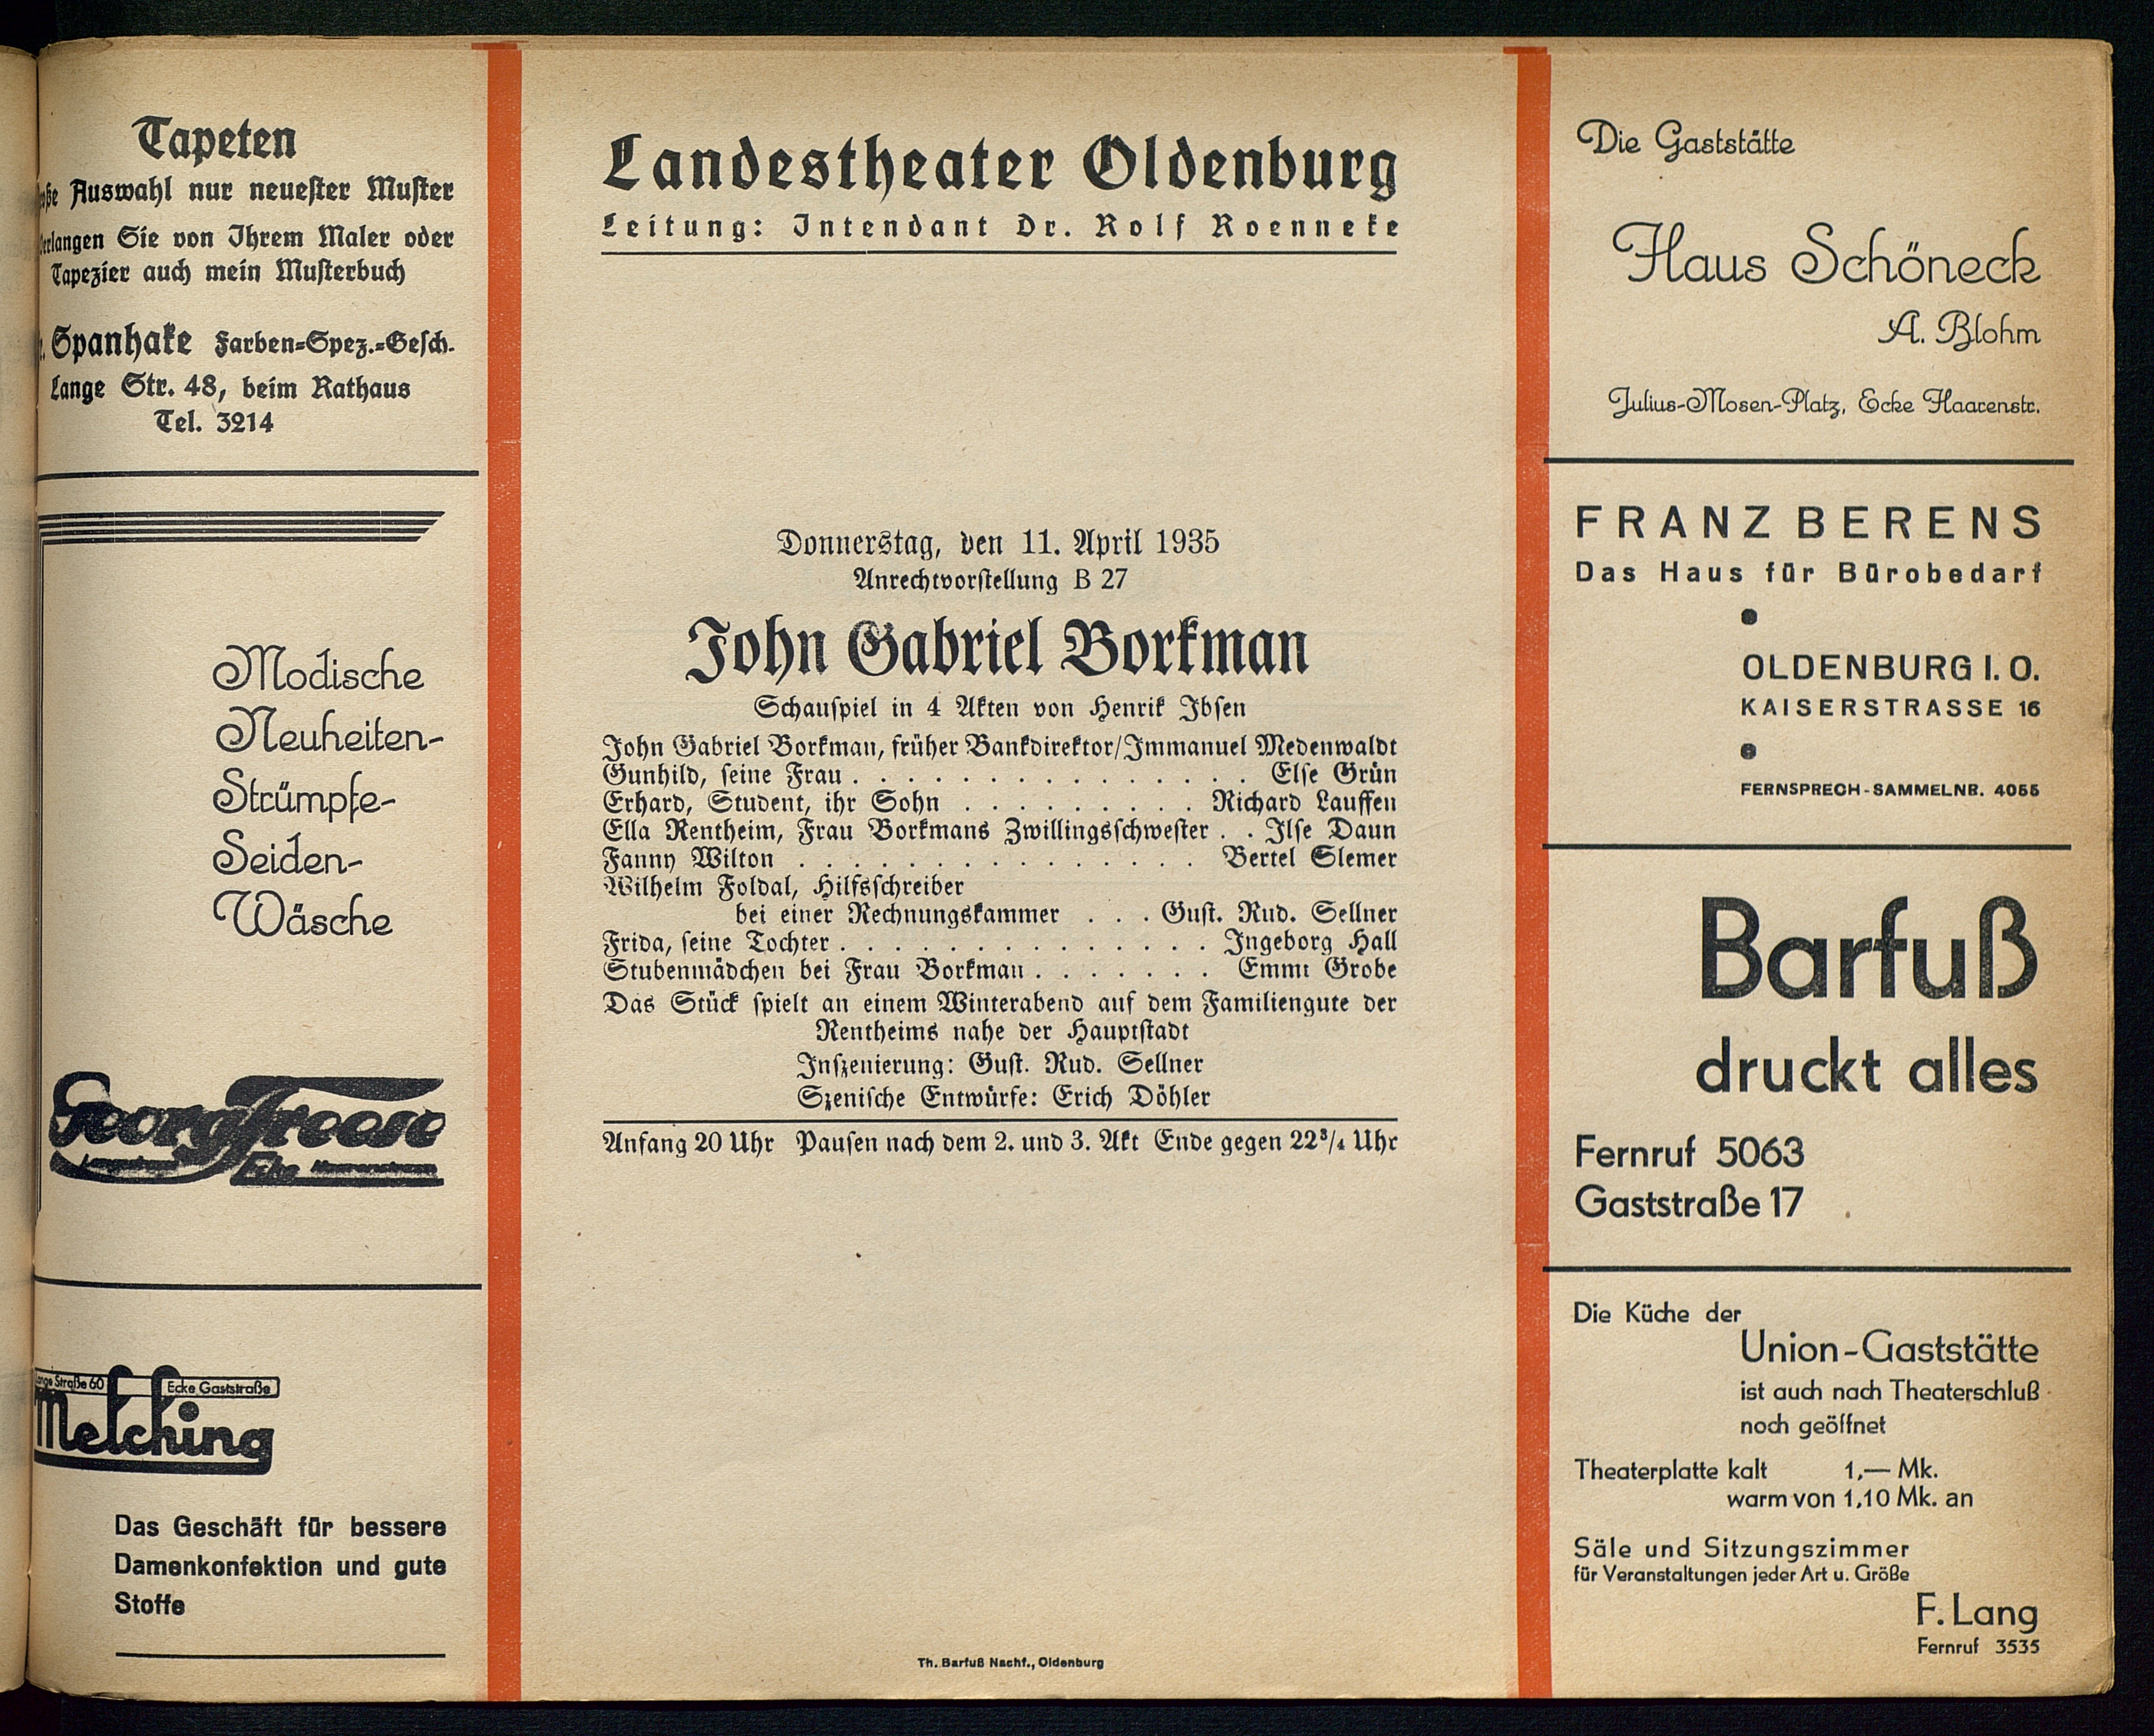 Tapeten
Auswahl nur neuester Muster
Verlangen Sie von Ihrem Maler oder
Tapezier auch mein Musterbuch
Spanhake Farben-Spez.-Gesch.
Lange Str. 48, beim Rathaus
Tel. 3214
Modische
Neuheiten-
Strümpfe-
Seiden-
Wäsche
Georg Freese
Ecke
Lange Straße 60 Ecke Gaststraße
Melching
Das Geschäft für bessere
Damenkonfektion und gute
Stoffe
Landestheater Oldenburg
Leitung: Intendant Dr. Rolf Roenneke
Donnerstag, den 11. April 1935
Anrechtvorstellung B 27
John Gabriel Borkman
Schauspiel in 4 Akten von Henrik Ibsen
John Gabriel Borkman, früher Bankdirektor/Immanuel Medenwaldt
Gunhild, seine Frau . . . . . . . . . . . . . . . Else Grün
Erhard, Student, ihr Sohn . . . . . . . . . Richard Lauffen
Ella Rentheim, Frau Borkmans Zwillingsschwester . . Ilse Daun
Fanny Wilton . . . . . . . . . . . . . . . Bertel Slemer
Wilhelm Foldal, Hilfsschreiber
bei einer Rechnungskammer . . . Gust. Rud. Sellner
Frida, seine Tochter . . . . . . . . . . . . . . Ingeborg Hall
Stubenmädchen bei Frau Borkman . . . . . . . Emmi Grobe
Das Stück spielt an einem Winterabend auf dem Familiengute der
Rentheims nahe der Hauptstadt
Inszenierung: Gust. Rud. Sellner
Szenische Entwürfe: Erich Döhler
Anfang 20 Uhr Pausen nach dem 2. und 3. Akt Ende gegen 22³/₄ Uhr
Th. Barfuß Nachf., Oldenburg
Die Gaststätte
Haus Schöneck
A. Blohm
Julius-Mosen-Platz, Ecke Haarenstr.
FRANZ BERENS
Das Haus für Bürobedarf
OLDENBURG I. O.
KAISERSTRASSE 16
FERNSPRECH-SAMMELNR. 4055
Barfuß
druckt alles
Fernruf 5063
Gaststraße 17
Die Küche der
Union-Gaststätte
ist auch nach Theaterschluß
noch geöffnet
Theaterplatte kalt 1,— Mk.
warm von 1,10 Mk. an
Säle und Sitzungszimmer
für Veranstaltungen jeder Art u. Größe
F. Lang
Fernruf 3535